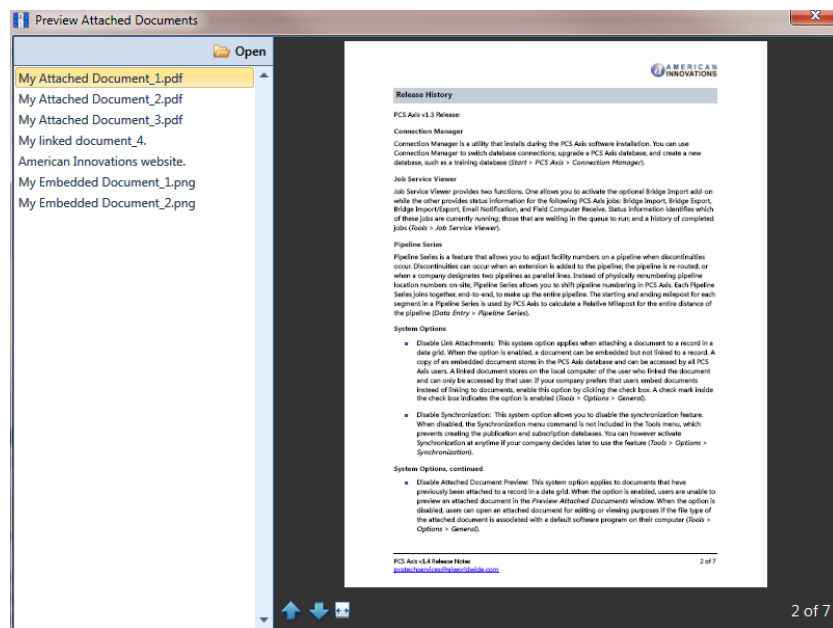 Preview Attached Documents
Open
My Attached Document_1.pdf
My Attached Document_2.pdf
My Attached Document_3.pdf
My linked document_4.
American Innovations website.
My Embedded Document_1.png
My Embedded Document_2.png
AMERICAN
INNOVATIONS
Release History
PCS Axis v1.3 Release:
Connection Manager
Connection Manager is a utility that installs during the PCS Axis software installation. You can use
Connection Manager to switch database connections; upgrade a PCS Axis database; and create a new
database, such as a training database (Start > PCS Axis > Connection Manager).
Job Service Viewer
Job Service Viewer provides two functions. One allows you to activate the optional Bridge Import add-on
while the other provides status information for the following PCS Axis jobs: Bridge Import, Bridge Export,
Bridge Import/Export, Email Notification, and Field Computer Receive. Status information identifies which
of these jobs are currently running; those that are waiting in the queue to run; and a history of completed
jobs (Tools > Job Service Viewer).
Pipeline Series
Pipeline Series is a feature that allows you to adjust facility numbers on a pipeline when discontinuities
occur. Discontinuities can occur when an extension is added to the pipeline; the pipeline is re-routed; or
when a company designates two pipelines as parallel lines. Instead of physically renumbering pipeline
location numbers on-site, Pipeline Series allows you to shift pipeline numbering in PCS Axis. Each Pipeline
Series joins together, end-to-end, to make up the entire pipeline. The starting and ending milepost for each
segment in a Pipeline Series is used by PCS Axis to calculate a Relative Milepost for the entire distance of
the pipeline (Data Entry > Pipeline Series).
System Options
Disable Link Attachments: This system option applies when attaching a document to a record in a
data grid. When the option is enabled, a document can be embedded but not linked to a record. A
copy of an embedded document stores in the PCS Axis database and can be accessed by all PCS
Axis users. A linked document stores on the local computer of the user who linked the document
and can only be accessed by that user. If your company prefers that users embed documents
instead of linking to documents, enable this option by clicking the check box. A check mark inside
the check box indicates the option is enabled (Tools > Options > General).
Disable Synchronization: This system option allows you to disable the synchronization feature.
When disabled, the Synchronization menu command is not included in the Tools menu, which
prevents creating the publication and subscription databases. You can however activate
Synchronization at anytime if your company decides later to use the feature (Tools > Options >
Synchronization).
System Options, continued
Disable Attached Document Preview: This system option applies to documents that have
previously been attached to a record in a data grid. When the option is enabled, users are unable to
preview an attached document in the Preview Attached Documents window. When the option is
disabled, users can open an attached document for editing or viewing purposes if the file type of
the attached document is associated with a default software program on their computer (Tools >
Options > General).
PCS Axis v1.4 Release Notes
2 of 7
pcstechservices@aiworldwide.com
2 of 7